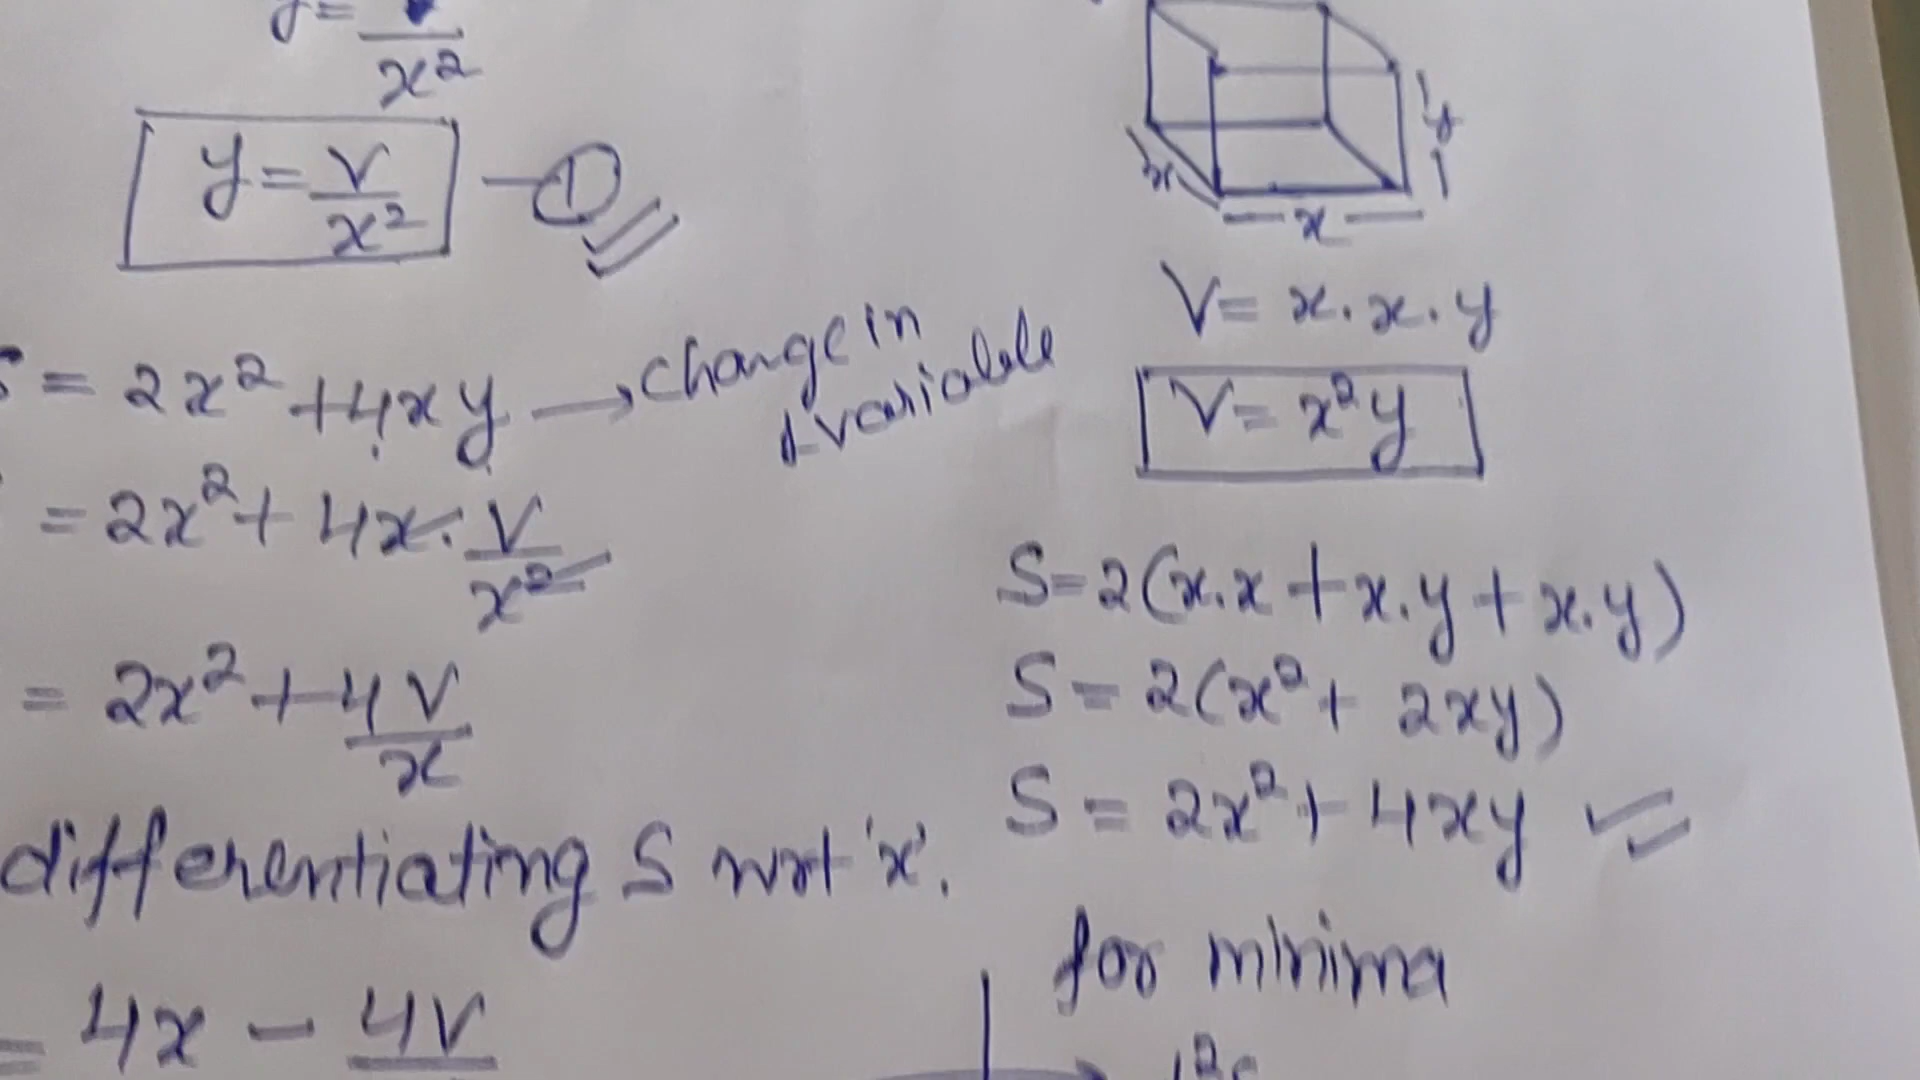 y = V/x²
y = V/x² — ①
S = 2x² + 4xy → change in variable
= 2x² + 4x · V/x²
= 2x² + 4V/x
differentiating S wrt 'x'.
= 4x - 4V
y
x
x
V = x . x . y
V = x²y
S = 2(x.x + x.y + x.y)
S = 2(x² + 2xy)
S = 2x² + 4xy
for minima